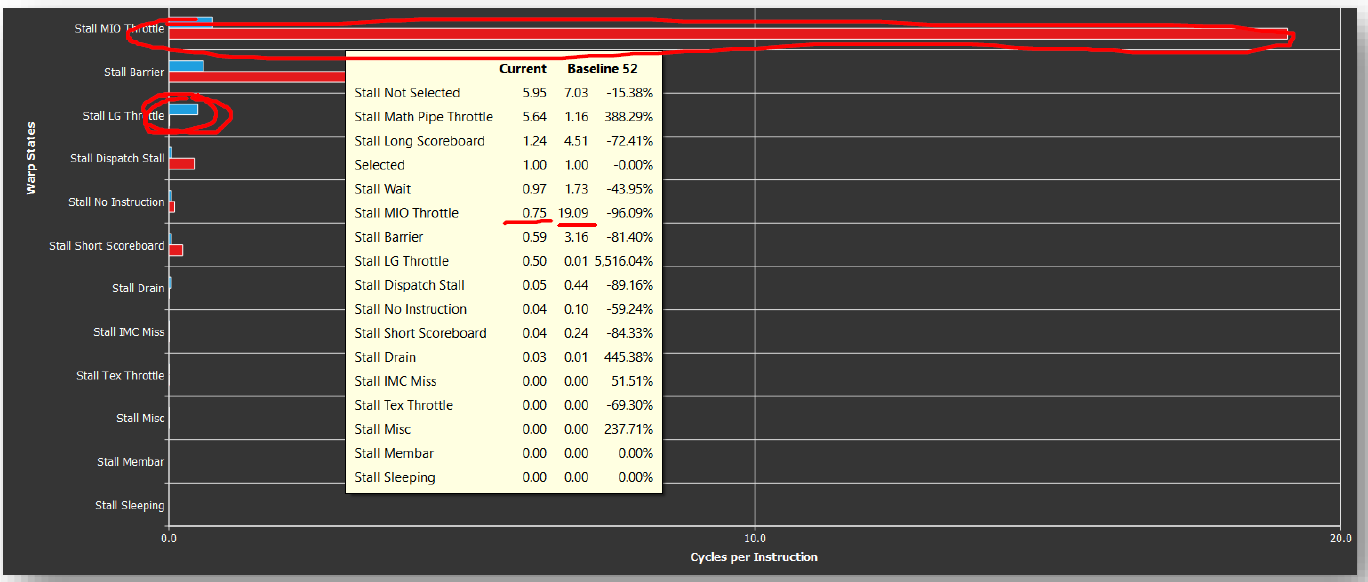 Stall MIO Throttle
Stall Barrier
Stall LG Throttle
Stall Dispatch Stall
Stall No Instruction
Stall Short Scoreboard
Stall Drain
Stall IMC Miss
Stall Tex Throttle
Stall Misc
Stall Membar
Stall Sleeping
Warp States
Current Baseline 52
Stall Not Selected 5.95 7.03 -15.38%
Stall Math Pipe Throttle 5.64 1.16 388.29%
Stall Long Scoreboard 1.24 4.51 -72.41%
Selected 1.00 1.00 -0.00%
Stall Wait 0.97 1.73 -43.95%
Stall MIO Throttle 0.75 19.09 -96.09%
Stall Barrier 0.59 3.16 -81.40%
Stall LG Throttle 0.50 0.01 5,516.04%
Stall Dispatch Stall 0.05 0.44 -89.16%
Stall No Instruction 0.04 0.10 -59.24%
Stall Short Scoreboard 0.04 0.24 -84.33%
Stall Drain 0.03 0.01 445.38%
Stall IMC Miss 0.00 0.00 51.51%
Stall Tex Throttle 0.00 0.00 -69.30%
Stall Misc 0.00 0.00 237.71%
Stall Membar 0.00 0.00 0.00%
Stall Sleeping 0.00 0.00 0.00%
0.0 10.0 20.0
Cycles per Instruction